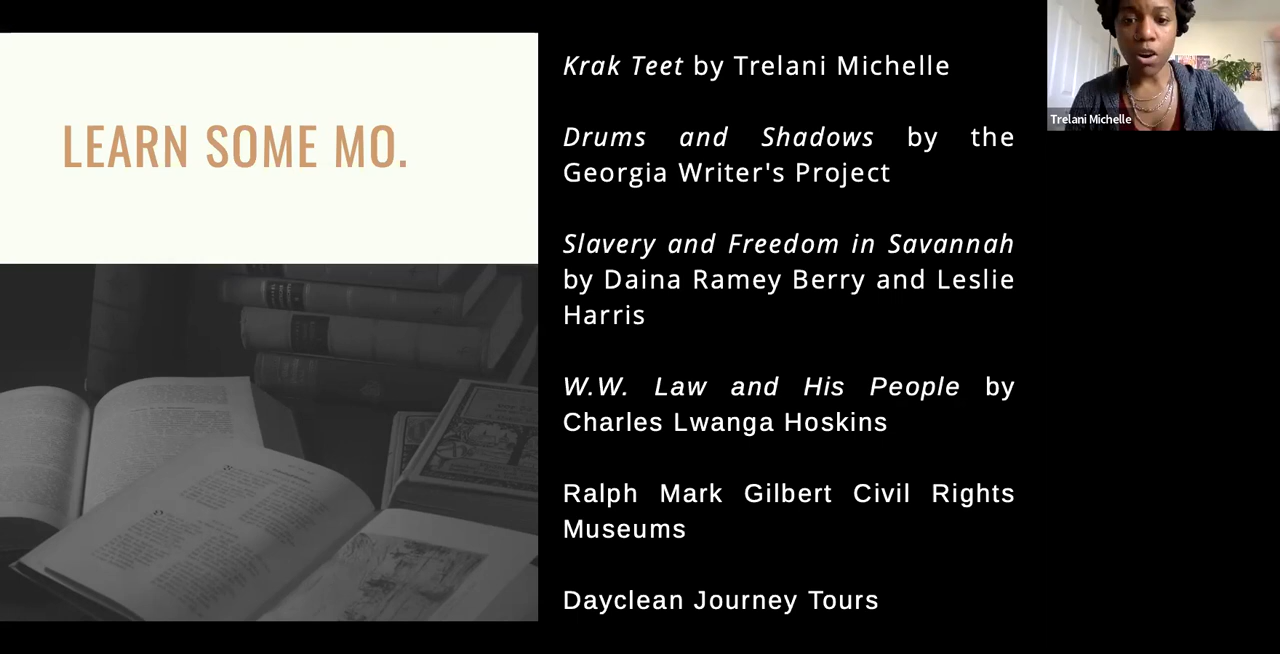 LEARN SOME MO.
Krak Teet by Trelani Michelle
Drums and Shadows by the
Georgia Writer's Project
Slavery and Freedom in Savannah
by Daina Ramey Berry and Leslie
Harris
W.W. Law and His People by
Charles Lwanga Hoskins
Ralph Mark Gilbert Civil Rights
Museums
Dayclean Journey Tours
Trelani Michelle